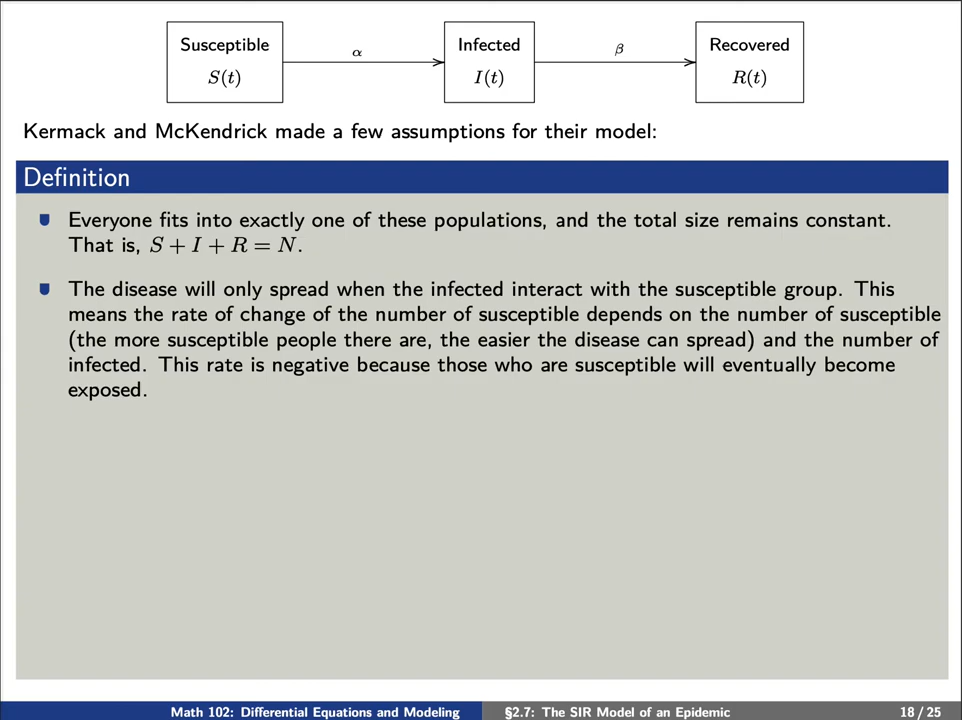 Susceptible
S(t)
α
Infected
I(t)
β
Recovered
R(t)
Kermack and McKendrick made a few assumptions for their model:
Definition
Everyone fits into exactly one of these populations, and the total size remains constant.
That is, S + I + R = N.
The disease will only spread when the infected interact with the susceptible group. This
means the rate of change of the number of susceptible depends on the number of susceptible
(the more susceptible people there are, the easier the disease can spread) and the number of
infected. This rate is negative because those who are susceptible will eventually become
exposed.
Math 102: Differential Equations and Modeling
§2.7: The SIR Model of an Epidemic
18/25